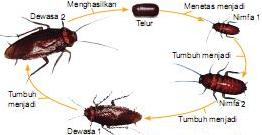 Menghasilkan
Menetas menjadi
Dewasa 2
Telur
Nimfa 1
Tumbuh menjadi
Tumbuh
menjadi
Nimfa 2
Tumbuh menjadi
Dewasa 1